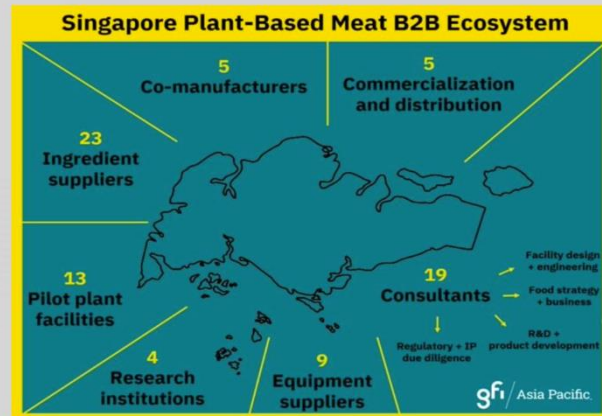 Singapore Plant-Based Meat B2B Ecosystem
5
Co-manufacturers
5
Commercialization
and distribution
23
Ingredient
suppliers
13
Pilot plant
facilities
4
Research
institutions
9
Equipment
suppliers
19
Consultants
Facility design
+ engineering
Food strategy
+ business
R&D +
product development
Regulatory + IP
due diligence
gfi / Asia Pacific.